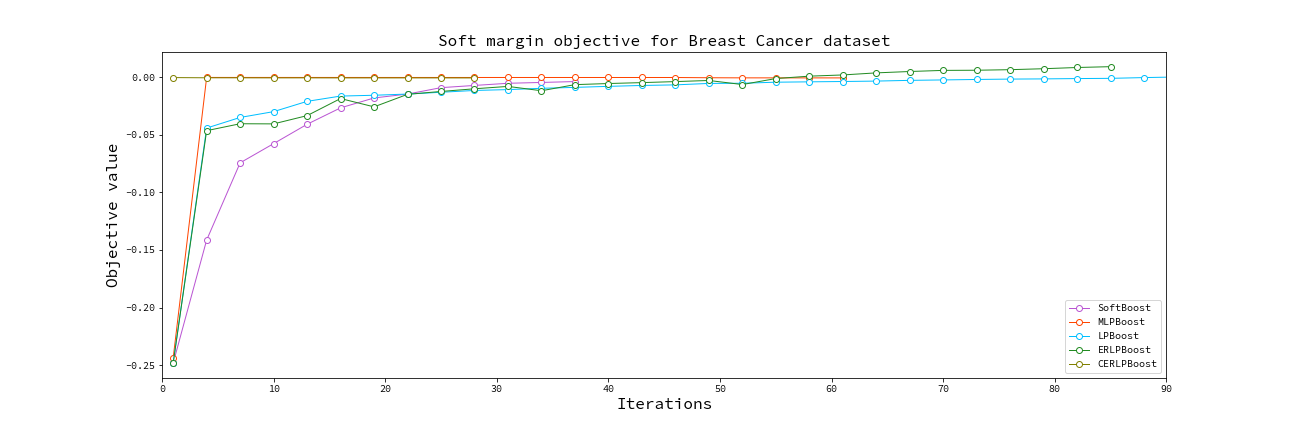 Soft margin objective for Breast Cancer dataset
Objective value
0.00
−0.05
−0.10
−0.15
−0.20
−0.25
0 10 20 30 40 50 60 70 80 90
Iterations
SoftBoost
MLPBoost
LPBoost
ERLPBoost
CERLPBoost